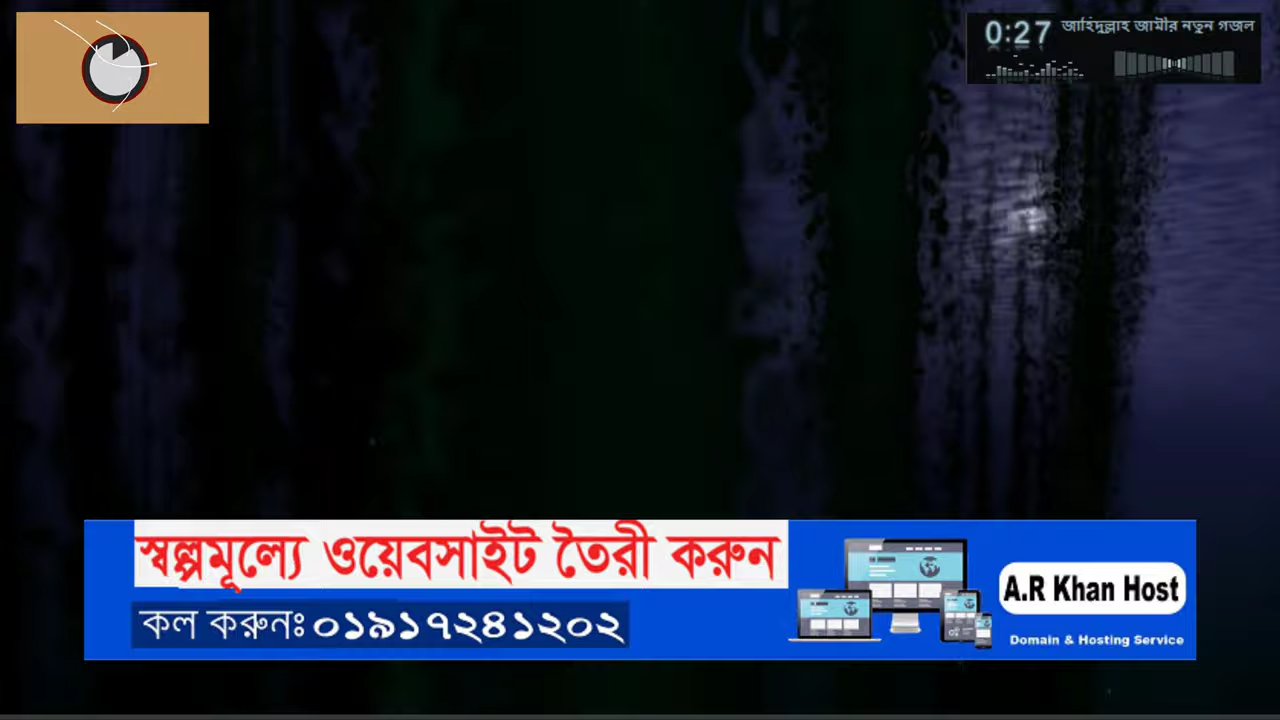 0:27
জাহিদুল্লাহ জামীর নতুন গজল
স্বল্পমূল্যে ওয়েবসাইট তৈরী করুন
কল করুনঃ ০১৯১৭২৪১২০২
A.R Khan Host
Domain & Hosting Service